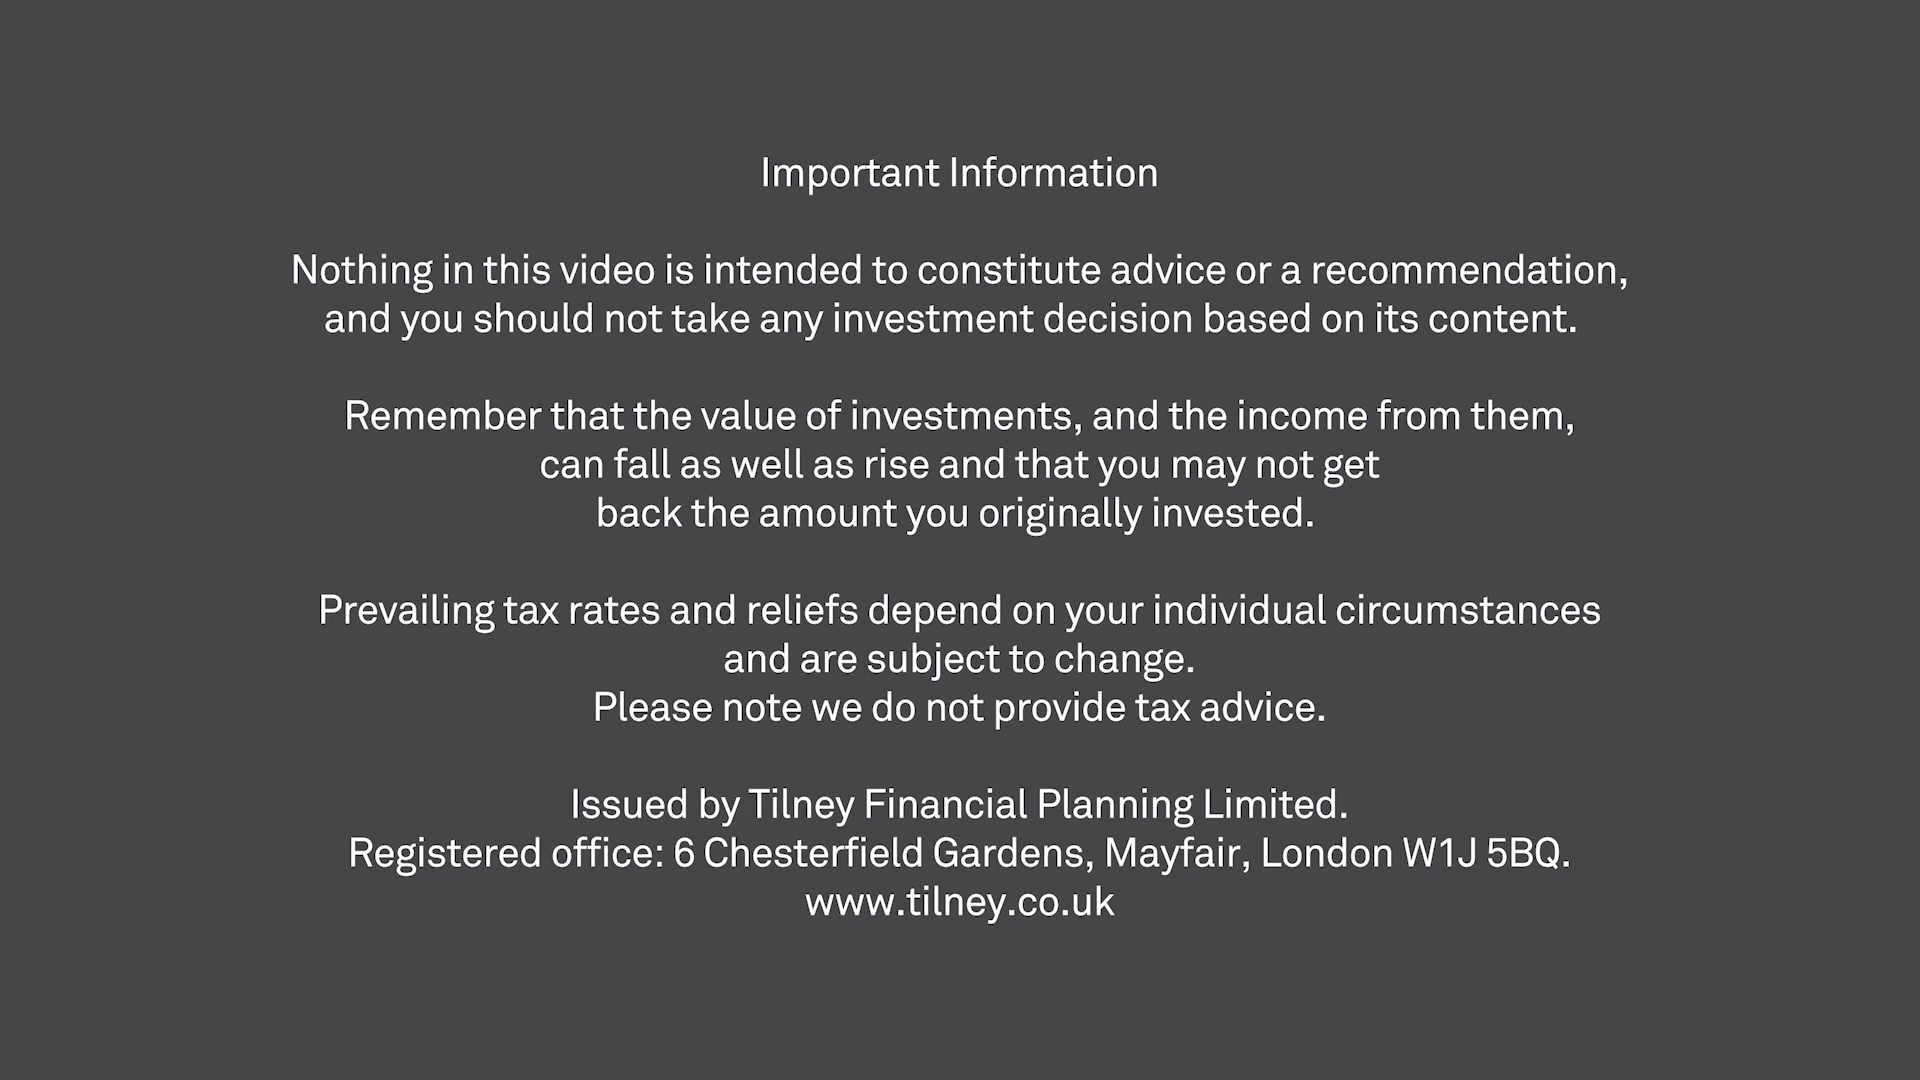 Important Information
Nothing in this video is intended to constitute advice or a recommendation,
and you should not take any investment decision based on its content.
Remember that the value of investments, and the income from them,
can fall as well as rise and that you may not get
back the amount you originally invested.
Prevailing tax rates and reliefs depend on your individual circumstances
and are subject to change.
Please note we do not provide tax advice.
Issued by Tilney Financial Planning Limited.
Registered office: 6 Chesterfield Gardens, Mayfair, London W1J 5BQ.
www.tilney.co.uk